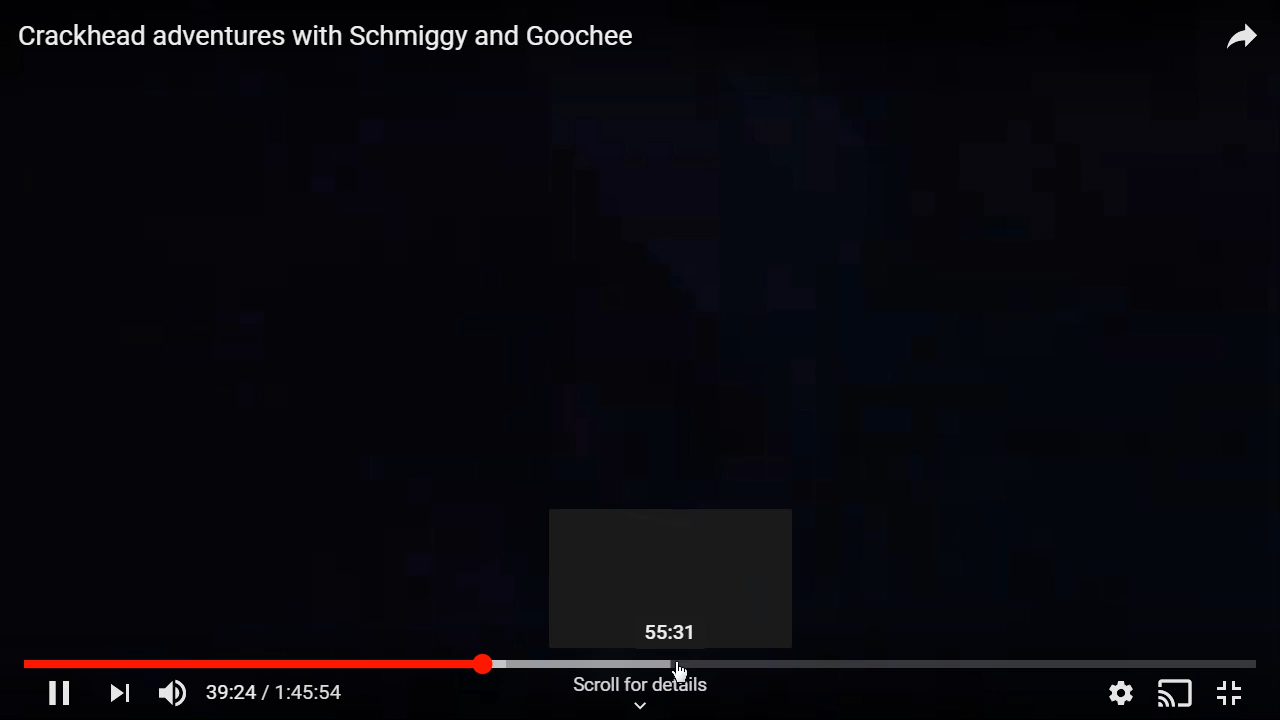 Crackhead adventures with Schmiggy and Goochee
55:31
39:24 / 1:45:54
Scroll for details